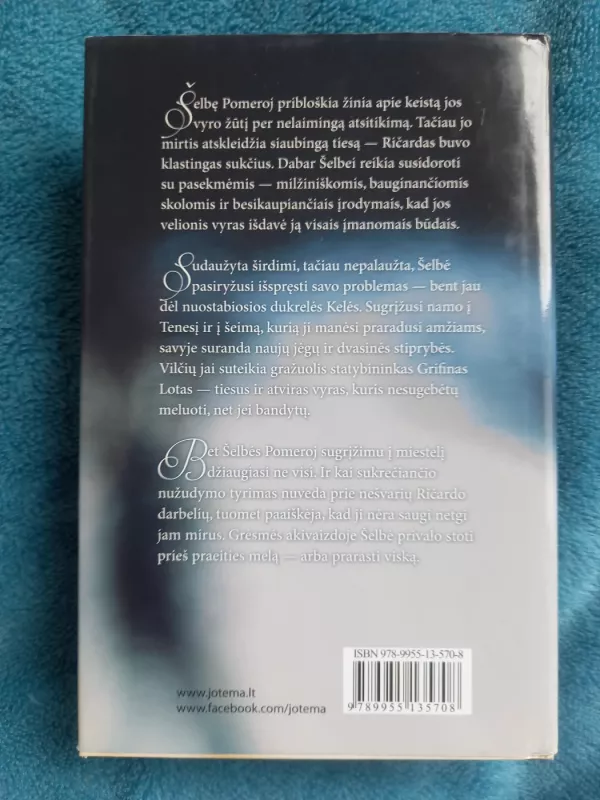 Šelbę Pomeroj pribloškia žinia apie keistą jos
vyro žūtį per nelaimingą atsitikimą. Tačiau jo
mirtis atskleidžia siaubingą tiesą — Ričardas buvo
klastingas sukčius. Dabar Šelbei reikia susidoroti
su pasekmėmis — milžiniškomis, bauginančiomis
skolomis ir besikaupiančiais įrodymais, kad jos
velionis vyras išdavė ją visais įmanomais būdais.
Sudaužyta širdimi, tačiau nepalaužta, Šelbė
pasiryžusi išspręsti savo problemas — bent jau
dėl nuostabiosios dukrelės Kelės. Sugrįžusi namo į
Tenesį ir į šeimą, kurią ji manėsi praradusi amžiams,
savyje suranda naujų jėgų ir dvasinės stiprybės.
Vilčių jai suteikia gražuolis statybininkas Grifinas
Lotas — tiesus ir atviras vyras, kuris nesugebėtų
meluoti, net jei bandytų.
Bet Šelbės Pomeroj sugrįžimu į miestelį
džiaugiasi ne visi. Ir kai sukrečiančio
nužudymo tyrimas nuveda prie nešvarių Ričardo
darbelių, tuomet paaiškėja, kad ji nėra saugi netgi
jam mirus. Grėsmės akivaizdoje Šelbė privalo stoti
prieš praeities melą — arba prarasti viską.
ISBN 978-9955-13-570-8
www.jotema.lt
www.facebook.com/jotema
9 789955 135708